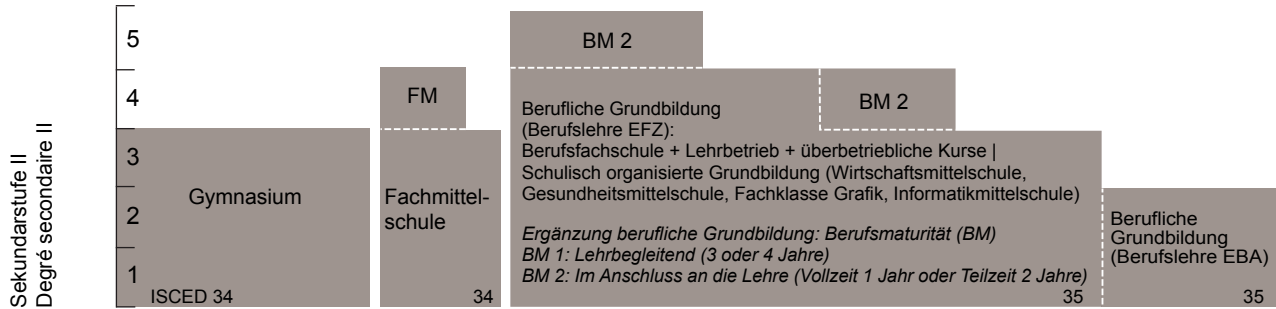 Sekundarstufe II
Degré secondaire II
5
4
3
2
1
Gymnasium
ISCED 34
FM
Fachmittel-
schule
34
BM 2
BM 2
Berufliche Grundbildung
(Berufslehre EFZ):
Berufsfachschule + Lehrbetrieb + überbetriebliche Kurse |
Schulisch organisierte Grundbildung (Wirtschaftsmittelschule,
Gesundheitsmittelschule, Fachklasse Grafik, Informatikmittelschule)
Ergänzung berufliche Grundbildung: Berufsmaturität (BM)
BM 1: Lehrbegleitend (3 oder 4 Jahre)
BM 2: Im Anschluss an die Lehre (Vollzeit 1 Jahr oder Teilzeit 2 Jahre)
35
Berufliche
Grundbildung
(Berufslehre EBA)
35